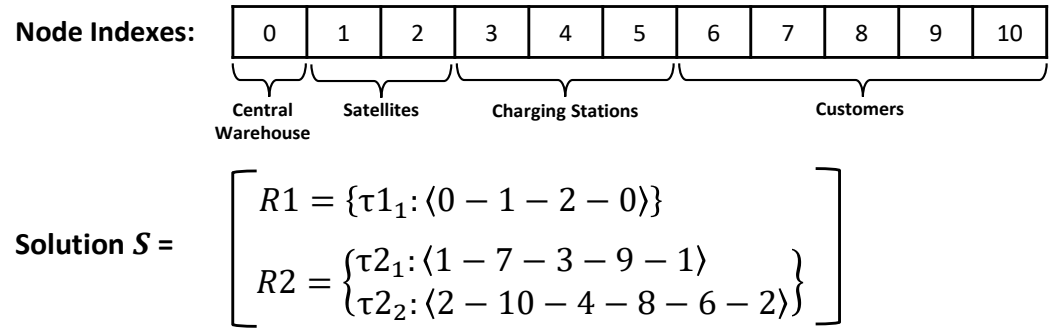 Node Indexes: 0 1 2 3 4 5 6 7 8 9 10
Central Warehouse Satellites Charging Stations Customers
R1 = {τ1₁: ⟨0 − 1 − 2 − 0⟩}
Solution S =
R2 = {τ2₁: ⟨1 − 7 − 3 − 9 − 1⟩
τ2₂: ⟨2 − 10 − 4 − 8 − 6 − 2⟩}